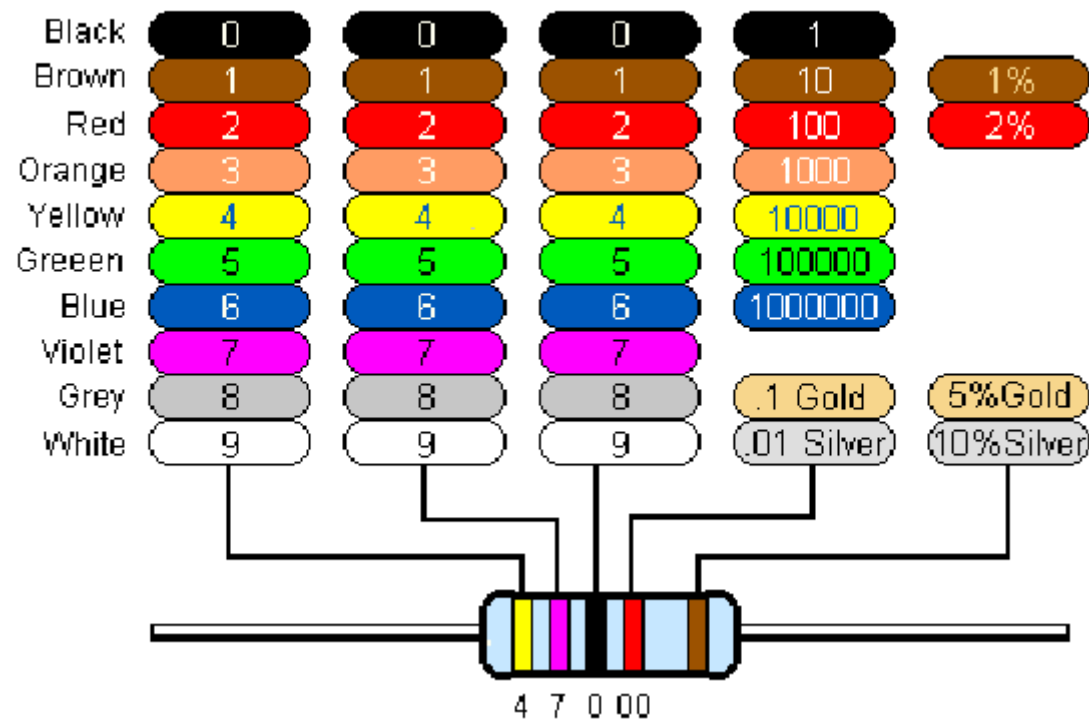 Black 0 0 0 1
Brown 1 1 1 10 1%
Red 2 2 2 100 2%
Orange 3 3 3 1000
Yellow 4 4 4 10000
Greeen 5 5 5 100000
Blue 6 6 6 1000000
Violet 7 7 7
Grey 8 8 8 .1 Gold 5%Gold
White 9 9 9 .01 Silver 10%Silver
4 7 0 00